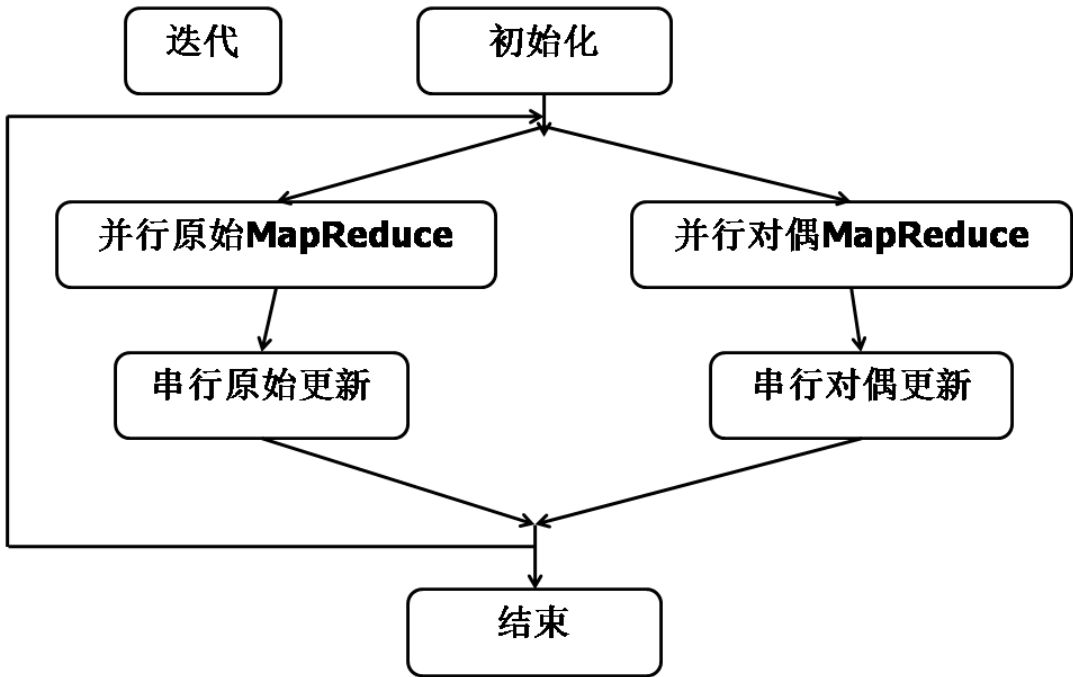 迭代
初始化
并行原始MapReduce
并行对偶MapReduce
串行原始更新
串行对偶更新
结束